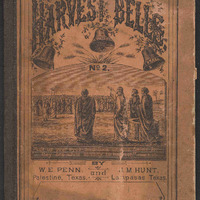 HARVEST BELLS
No 2.
BY
W. E. PENN. and J. M. HUNT.
Palestine, Texas. Lampasas Texas.